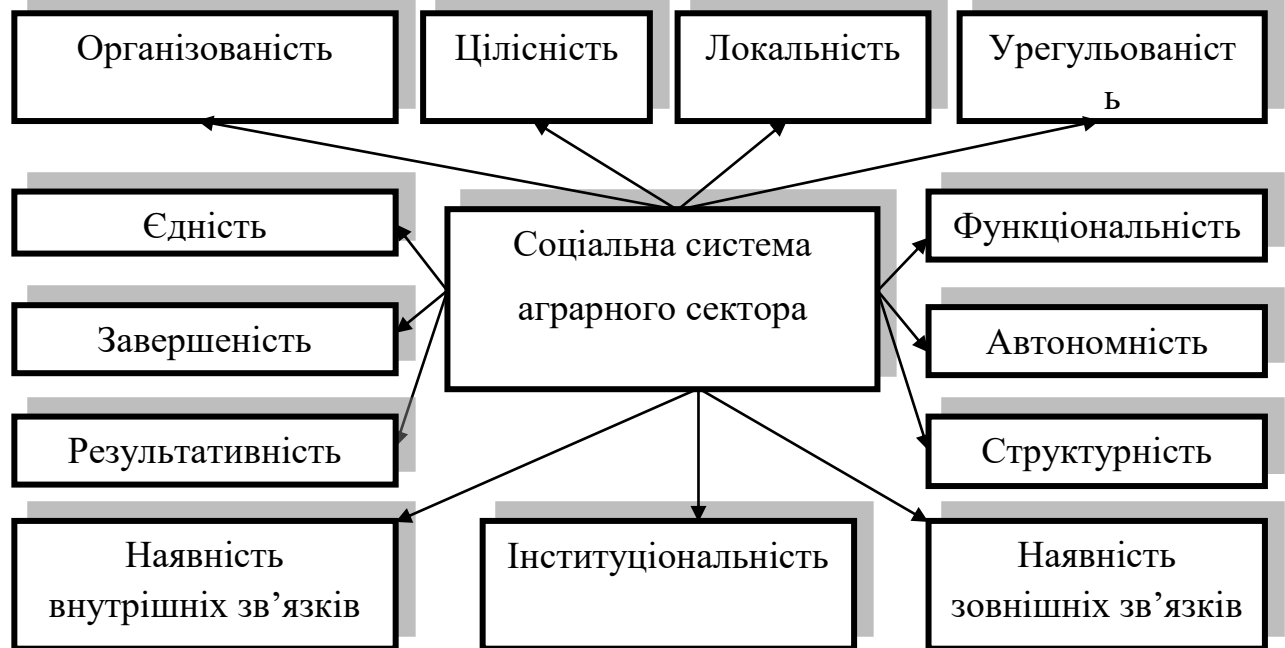 Організованість
Цілісність
Локальність
Урегульованіст
ь
Єдність
Соціальна система
аграрного сектора
Функціональність
Завершеність
Автономність
Результативність
Структурність
Наявність
внутрішніх зв’язків
Інституціональність
Наявність
зовнішніх зв’язків